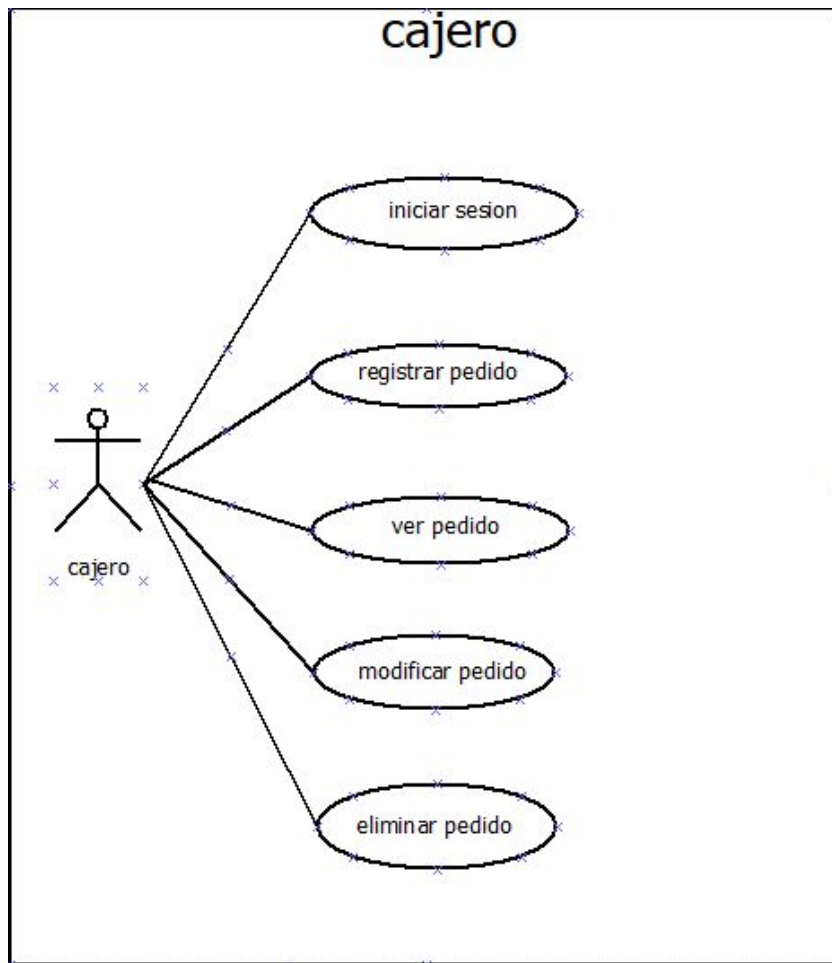 cajero
iniciar sesion
registrar pedido
ver pedido
cajero
modificar pedido
eliminar pedido